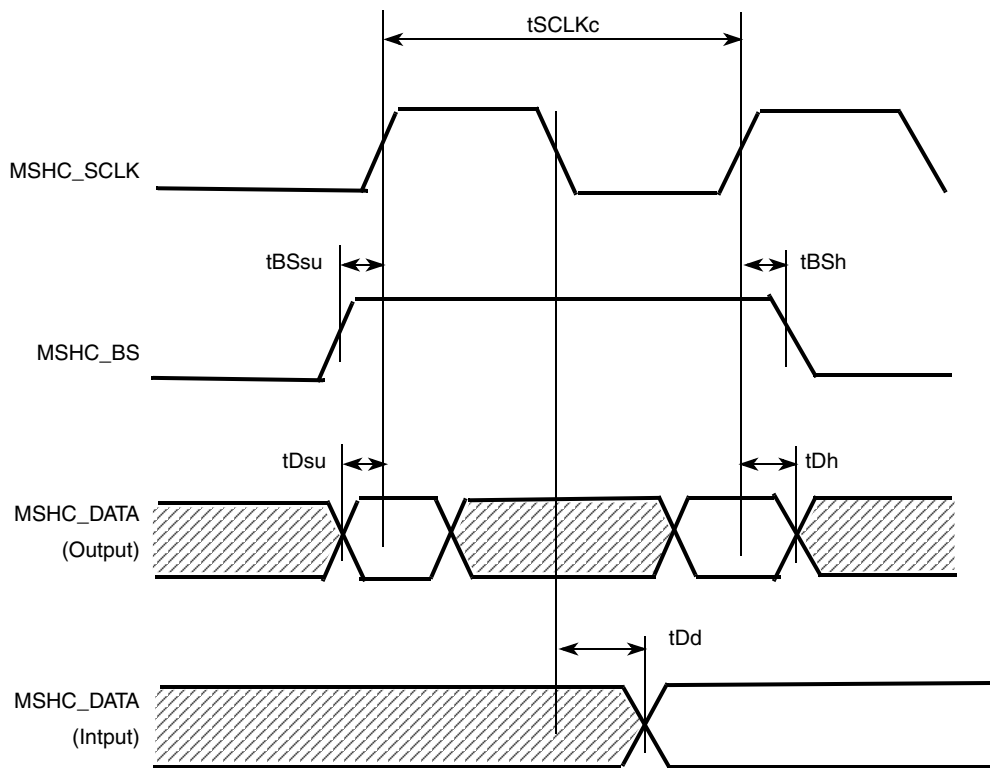 tSCLKc
MSHC_SCLK
tBSsu
tBSh
MSHC_BS
tDsu
tDh
MSHC_DATA
(Output)
tDd
MSHC_DATA
(Intput)